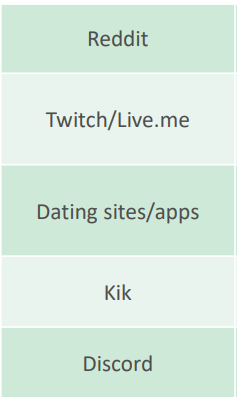 Reddit
Twitch/Live.me
Dating sites/apps
Kik
Discord